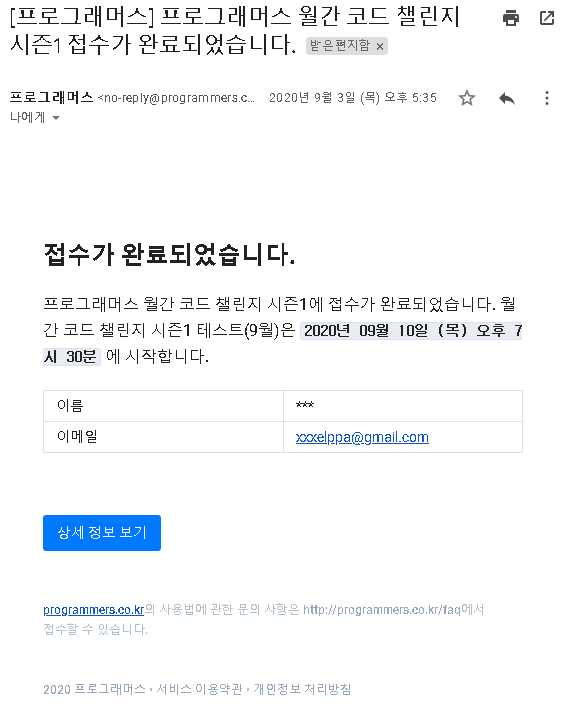 [프로그래머스] 프로그래머스 월간 코드 챌린지
시즌1 접수가 완료되었습니다. 받은편지함 ×
프로그래머스 <no-reply@programmers.c... 2020년 9월 3일 (목) 오후 5:35
나에게
접수가 완료되었습니다.
프로그래머스 월간 코드 챌린지 시즌1에 접수가 완료되었습니다. 월
간 코드 챌린지 시즌1 테스트(9월)은 2020년 09월 10일 (목) 오후 7
시 30분 에 시작합니다.
이름 ***
이메일 xxxelppa@gmail.com
상세 정보 보기
programmers.co.kr의 사용법에 관한 문의 사항은 http://programmers.co.kr/faq에서
접수할 수 있습니다.
2020 프로그래머스 • 서비스 이용약관 • 개인정보 처리방침